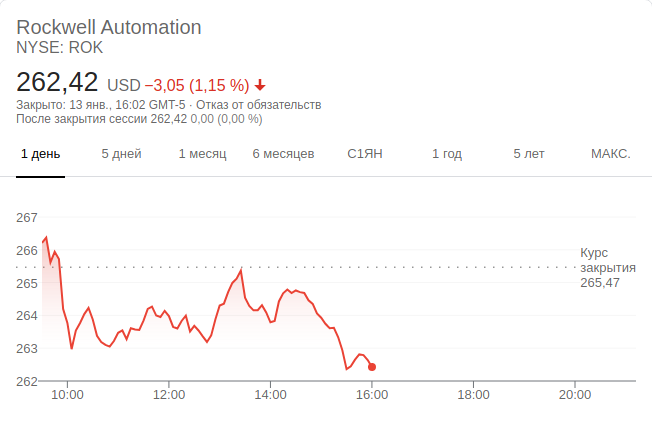 Rockwell Automation
NYSE: ROK
262,42 USD −3,05 (1,15 %)
Закрыто: 13 янв., 16:02 GMT-5 · Отказ от обязательств
После закрытия сессии 262,42 0,00 (0,00 %)
1 день 5 дней 1 месяц 6 месяцев С1ЯН 1 год 5 лет МАКС.
267
266
265
264
263
262
Курс
закрытия
265,47
10:00 12:00 14:00 16:00 18:00 20:00